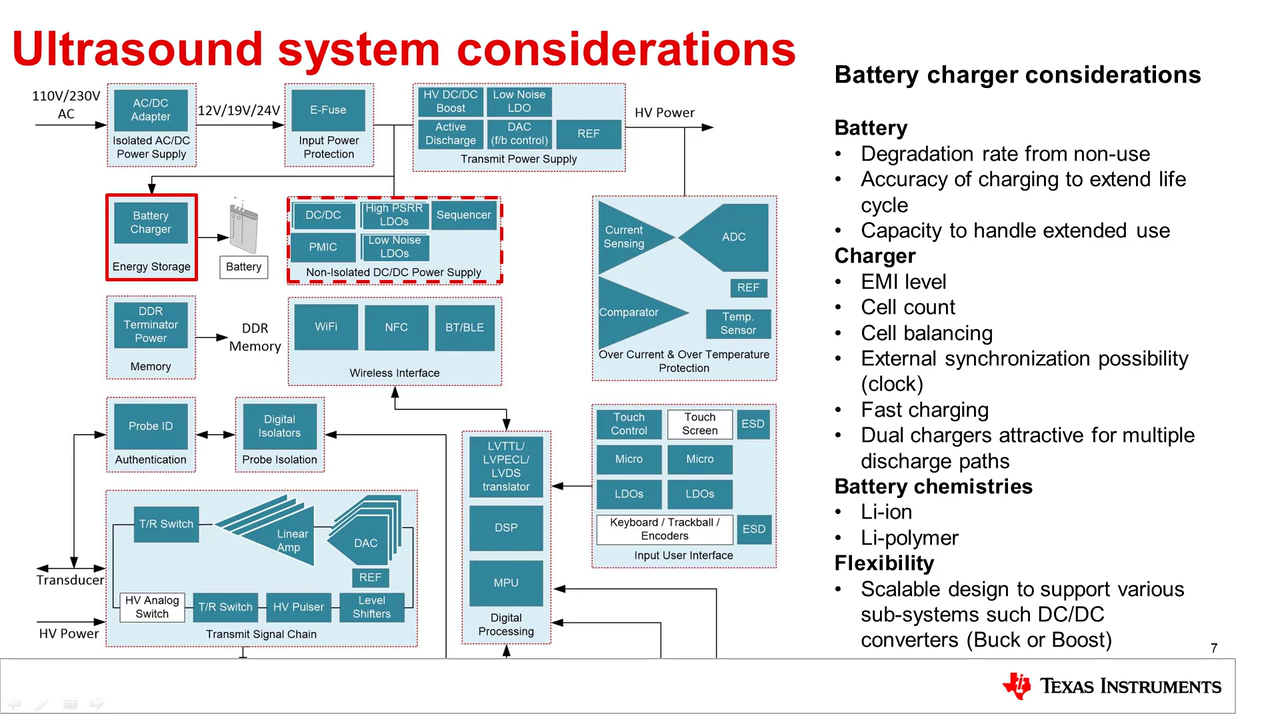 Ultrasound system considerations
110V/230V
AC
AC/DC
Adapter
Isolated AC/DC
Power Supply
12V/19V/24V
E-Fuse
Input Power
Protection
HV DC/DC
Boost
Low Noise
LDO
Active
Discharge
DAC
(f/b control)
REF
Transmit Power Supply
HV Power
Battery
Charger
Energy Storage
Battery
DC/DC
High PSRR
LDOs
Sequencer
PMIC
Low Noise
LDOs
Non-Isolated DC/DC Power Supply
Current
Sensing
ADC
REF
Comparator
Temp.
Sensor
Over Current & Over Temperature
Protection
DDR
Terminator
Power
Memory
DDR
Memory
WiFi
NFC
BT/BLE
Wireless Interface
Probe ID
Authentication
Digital
Isolators
Probe Isolation
LVTTL/
LVPECL/
LVDS
translator
DSP
MPU
Digital
Processing
Touch
Control
Touch
Screen
ESD
Micro
Micro
LDOs
LDOs
Keyboard / Trackball /
Encoders
ESD
Input User Interface
T/R Switch
Linear
Amp
DAC
REF
Transducer
HV Analog
Switch
T/R Switch
HV Pulser
Level
Shifters
Transmit Signal Chain
HV Power
Battery charger considerations
Battery
• Degradation rate from non-use
• Accuracy of charging to extend life
cycle
• Capacity to handle extended use
Charger
• EMI level
• Cell count
• Cell balancing
• External synchronization possibility
(clock)
• Fast charging
• Dual chargers attractive for multiple
discharge paths
Battery chemistries
• Li-ion
• Li-polymer
Flexibility
• Scalable design to support various
sub-systems such DC/DC
converters (Buck or Boost)
7
TEXAS INSTRUMENTS